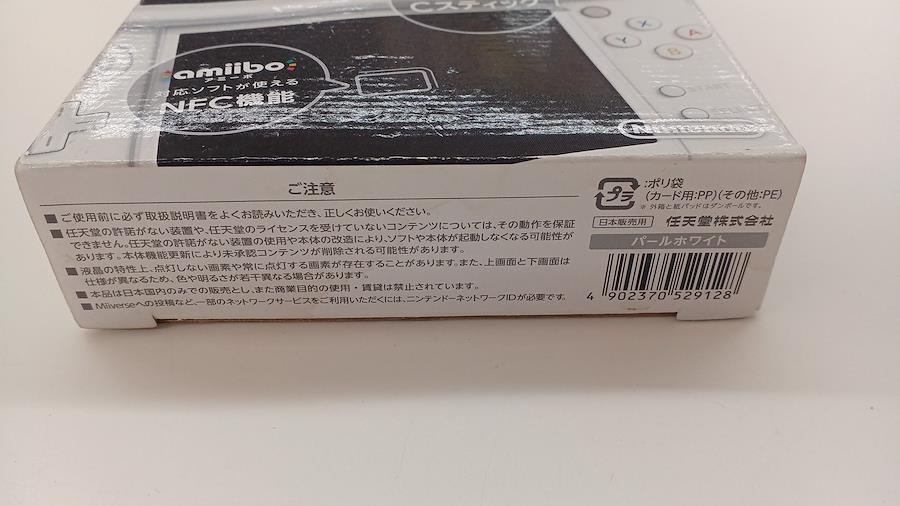 Cスティック
X
Y
A
B
START
amiibo
アミーボ
対応ソフトが使える
NFC機能
Nintendo
ご注意
■ ご使用前に必ず取扱説明書をよくお読みいただき、正しくお使いください。
■ 任天堂の許諾がない装置や、任天堂のライセンスを受けていないコンテンツについては、その動作を保証
できません。任天堂の許諾がない装置の使用や本体の改造により、ソフトや本体が起動しなくなる可能性が
あります。本体機能更新により未承認コンテンツが削除される可能性があります。
■ 液晶の特性上、点灯しない画素や常に点灯する画素が存在することがあります。また、上画面と下画面は
仕様が異なるため、色や明るさが若干異なる場合があります。
■ 本品は日本国内のみでの販売とし、また商業目的の使用・賃貸は禁止されています。
■ Miiverseへの投稿など、一部のネットワークサービスをご利用いただくには、ニンテンドーネットワークIDが必要です。
プラ
:ポリ袋
(カード用:PP)(その他:PE)
※ 外箱と紙パッドはダンボールです。
日本販売用 任天堂株式会社
パールホワイト
4 902370 529128